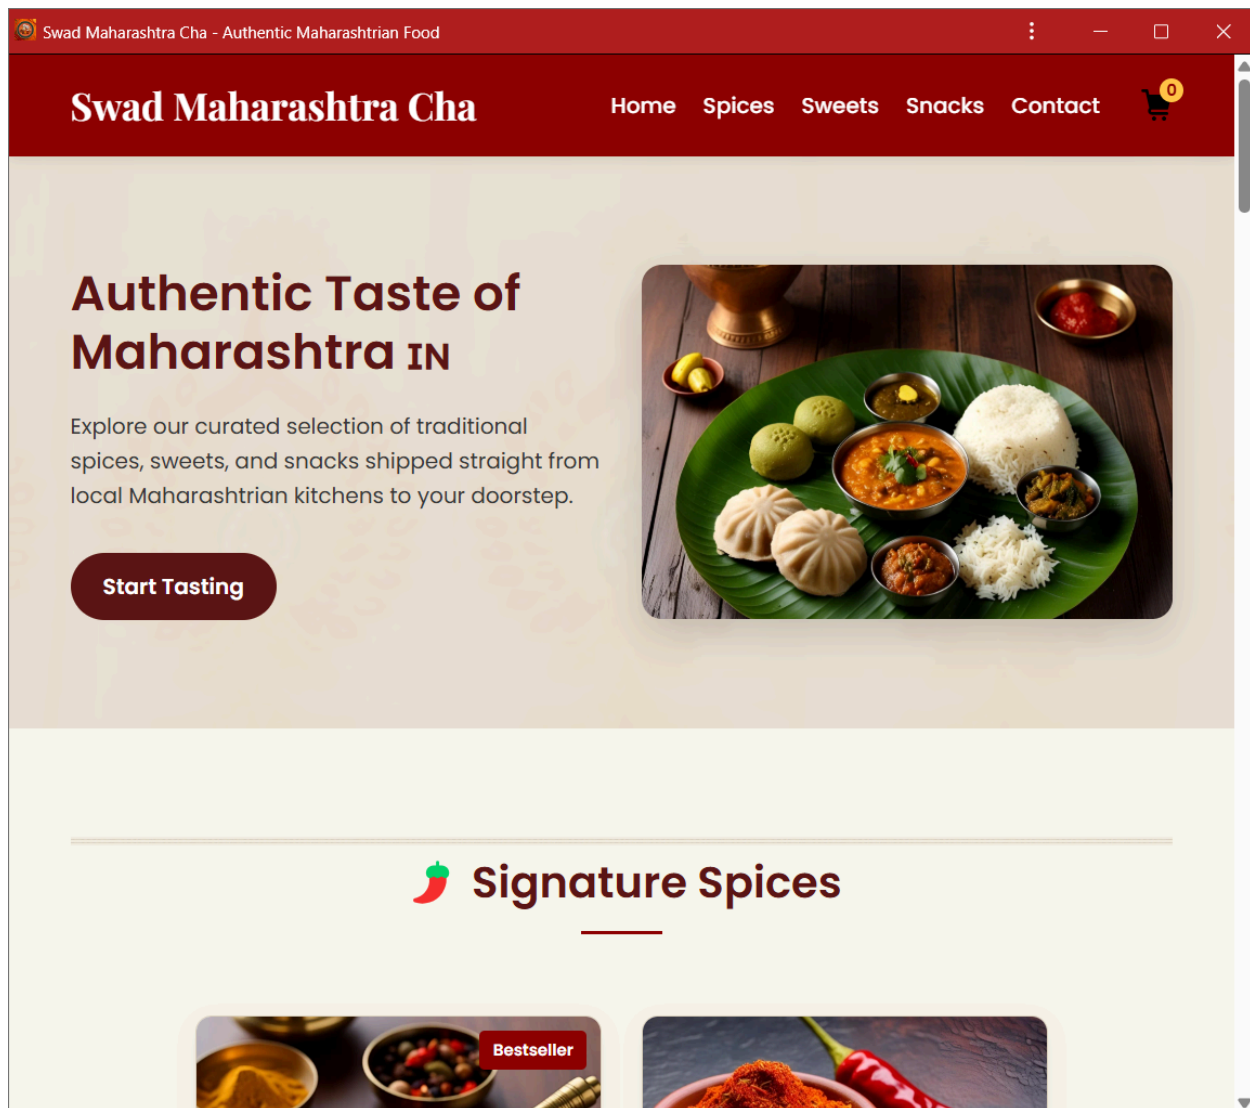 Swad Maharashtra Cha - Authentic Maharashtrian Food
Swad Maharashtra Cha
Home Spices Sweets Snacks Contact
0
Authentic Taste of
Maharashtra IN
Explore our curated selection of traditional
spices, sweets, and snacks shipped straight from
local Maharashtrian kitchens to your doorstep.
Start Tasting
Signature Spices
Bestseller